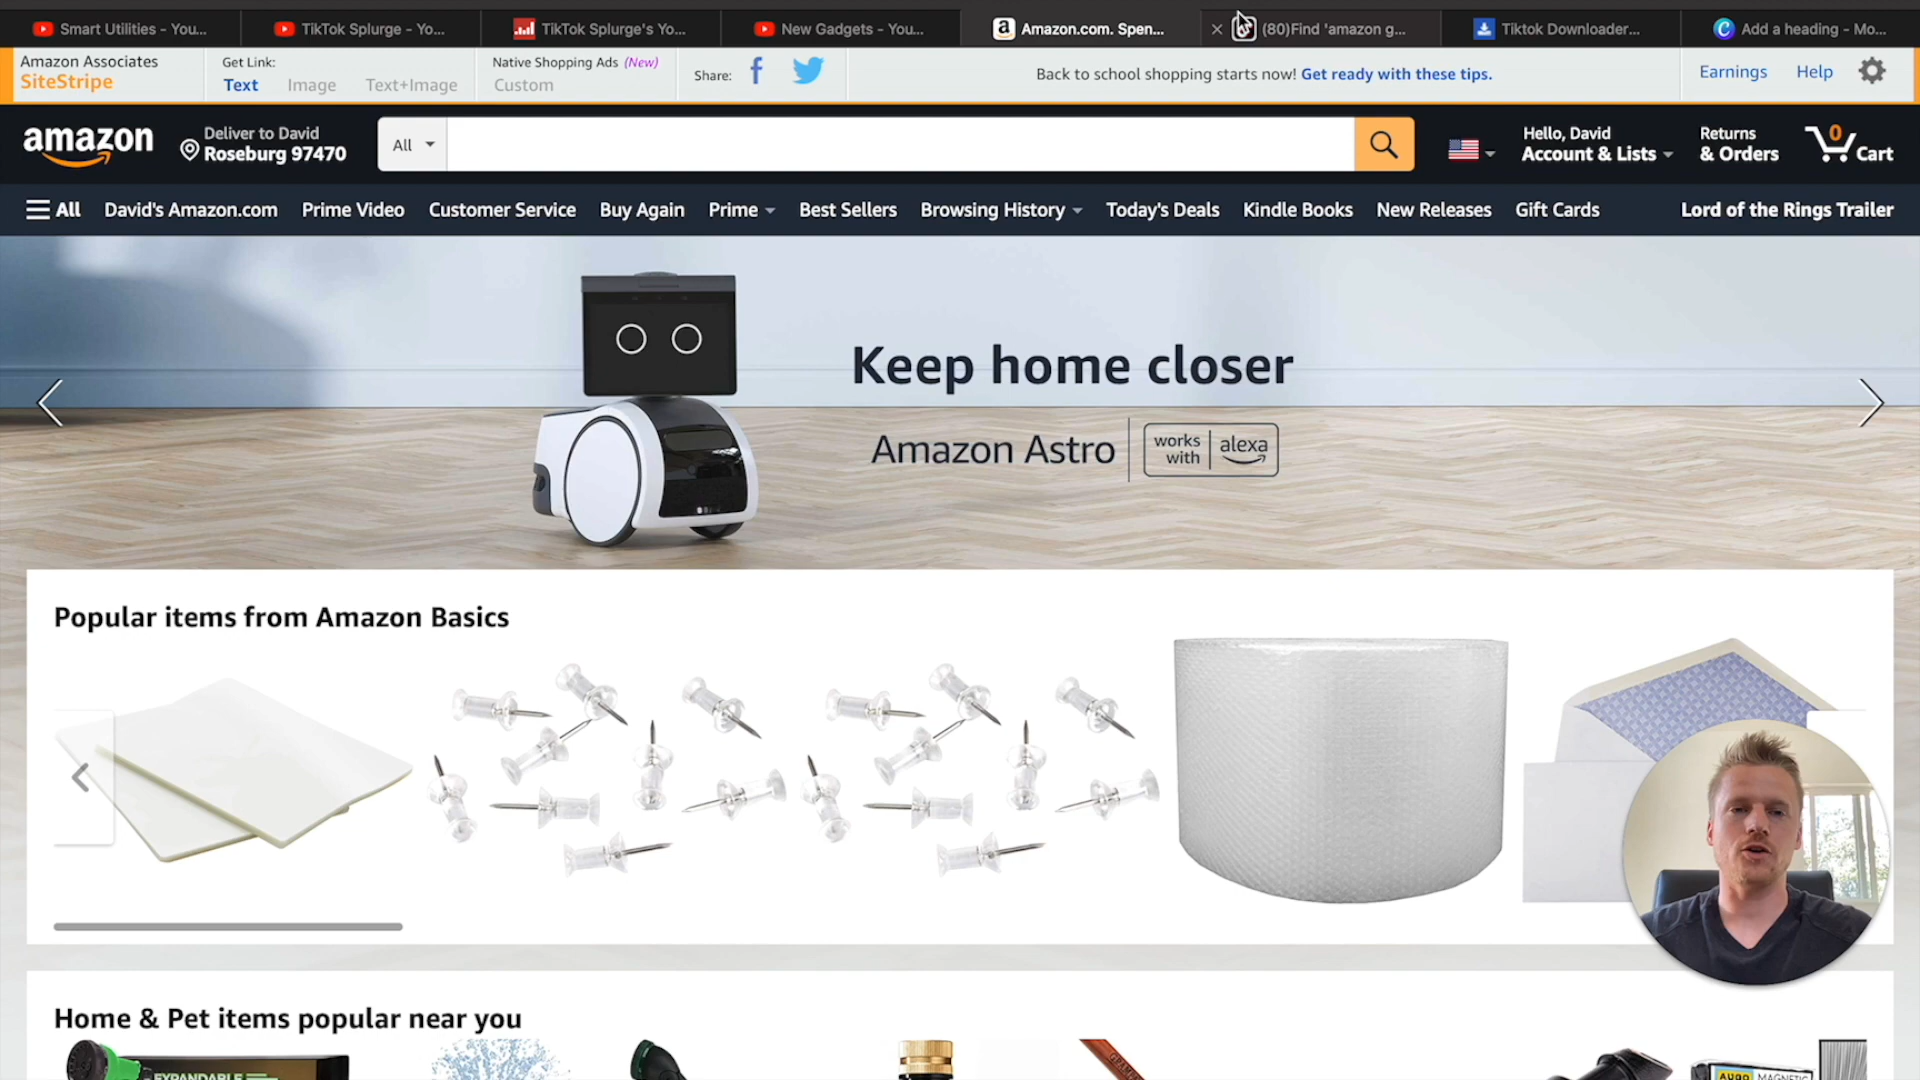 Smart Utilities - You...
TikTok Splurge - Yo...
TikTok Splurge's Yo...
New Gadgets - You...
Amazon.com. Spen...
(80)Find 'amazon g...
Tiktok Downloader...
Add a heading - Mo...
Amazon Associates
SiteStripe
Get Link:
Text Image Text+Image
Native Shopping Ads (New)
Custom
Share:
Back to school shopping starts now! Get ready with these tips.
Earnings
Help
amazon
Deliver to David
Roseburg 97470
All
Hello, David
Account & Lists
Returns
& Orders
0
Cart
All David's Amazon.com Prime Video Customer Service Buy Again Prime Best Sellers Browsing History Today's Deals Kindle Books New Releases Gift Cards Lord of the Rings Trailer
Keep home closer
Amazon Astro
works
with
alexa
Popular items from Amazon Basics
Home & Pet items popular near you
EXPANDABLE
MAGNETIC